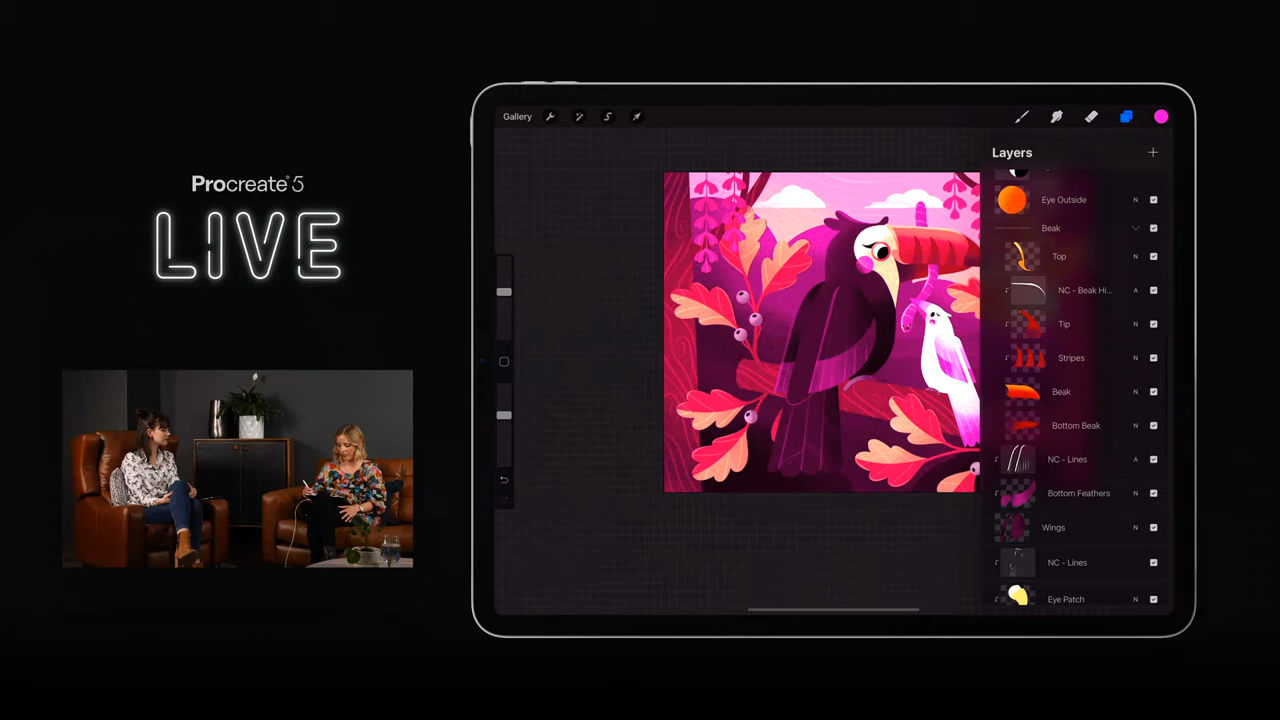 Procreate® 5
LIVE
Gallery
Layers
Eye Outside N
Beak
Top N
NC - Beak Hi... A
Tip N
Stripes N
Beak N
Bottom Beak N
NC - Lines A
Bottom Feathers N
Wings N
NC - Lines
Eye Patch N